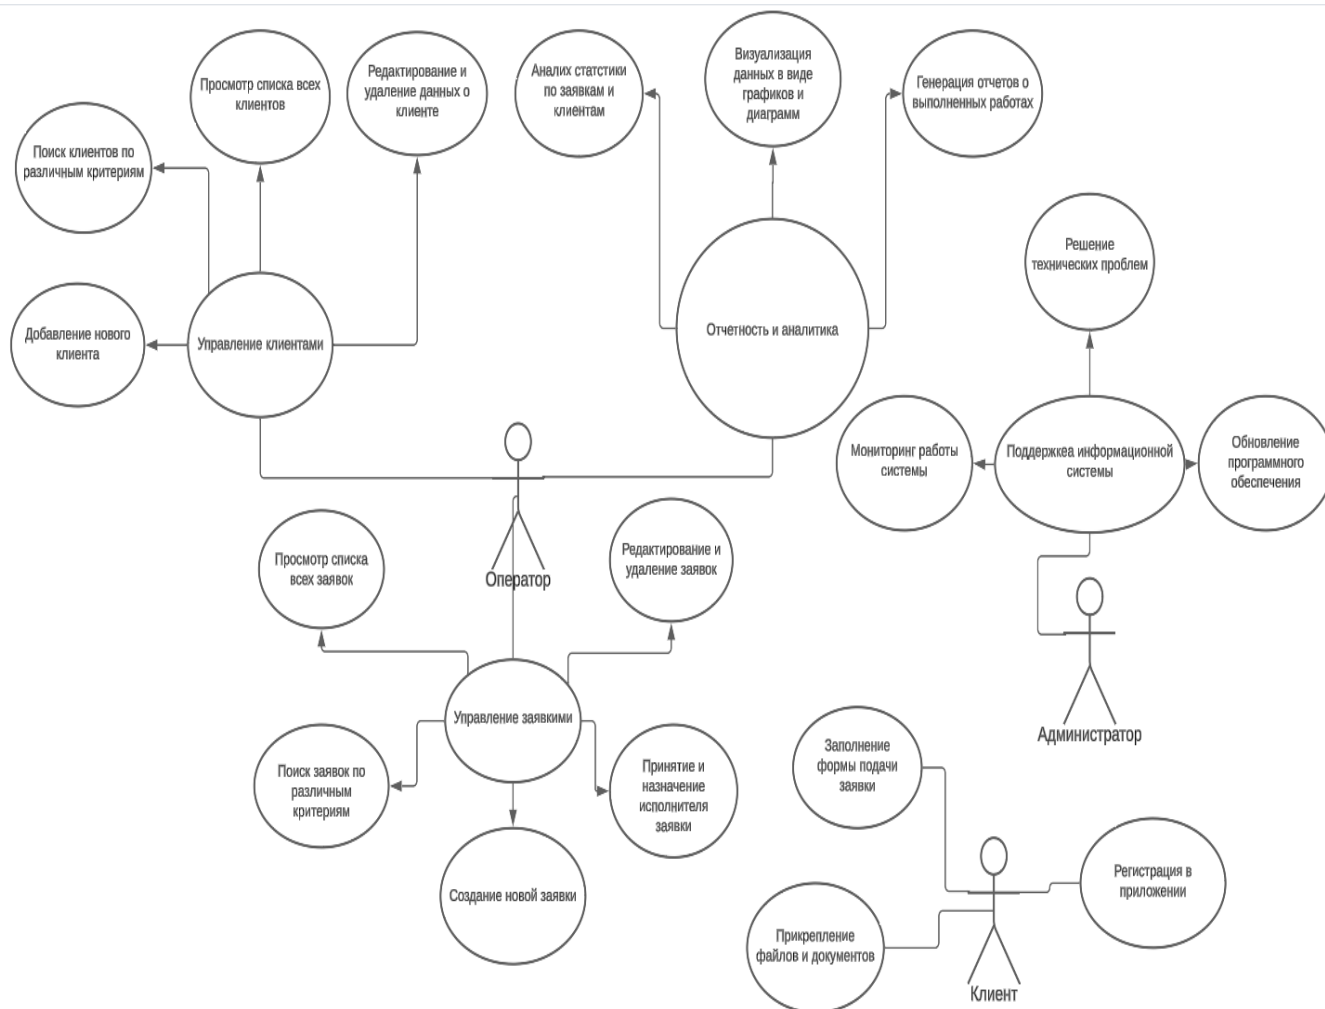 Просмотр списка всех
клиентов
Редактирование и
удаление данных о
клиенте
Аналих статстики
по заявкам и
клиентам
Визуализация
данных в виде
графиков и
диаграмм
Генерация отчетов о
выполненных работах
Поиск клиентов по
различным критериям
Решение
технических проблем
Добавление нового
клиента
Управление клиентами
Отчетность и аналитика
Мониторинг работы
системы
Поддержкеа информационной
системы
Обновление
программного
обеспечения
Оператор
Просмотр списка
всех заявок
Редактирование и
удаление заявок
Управление заявкими
Администратор
Поиск заявок по
различным
критериям
Принятие и
назначение
исполнителя
заявки
Заполнение
формы подачи
заявки
Создание новой заявки
Регистрация в
приложении
Прикрепление
файлов и документов
Клиент